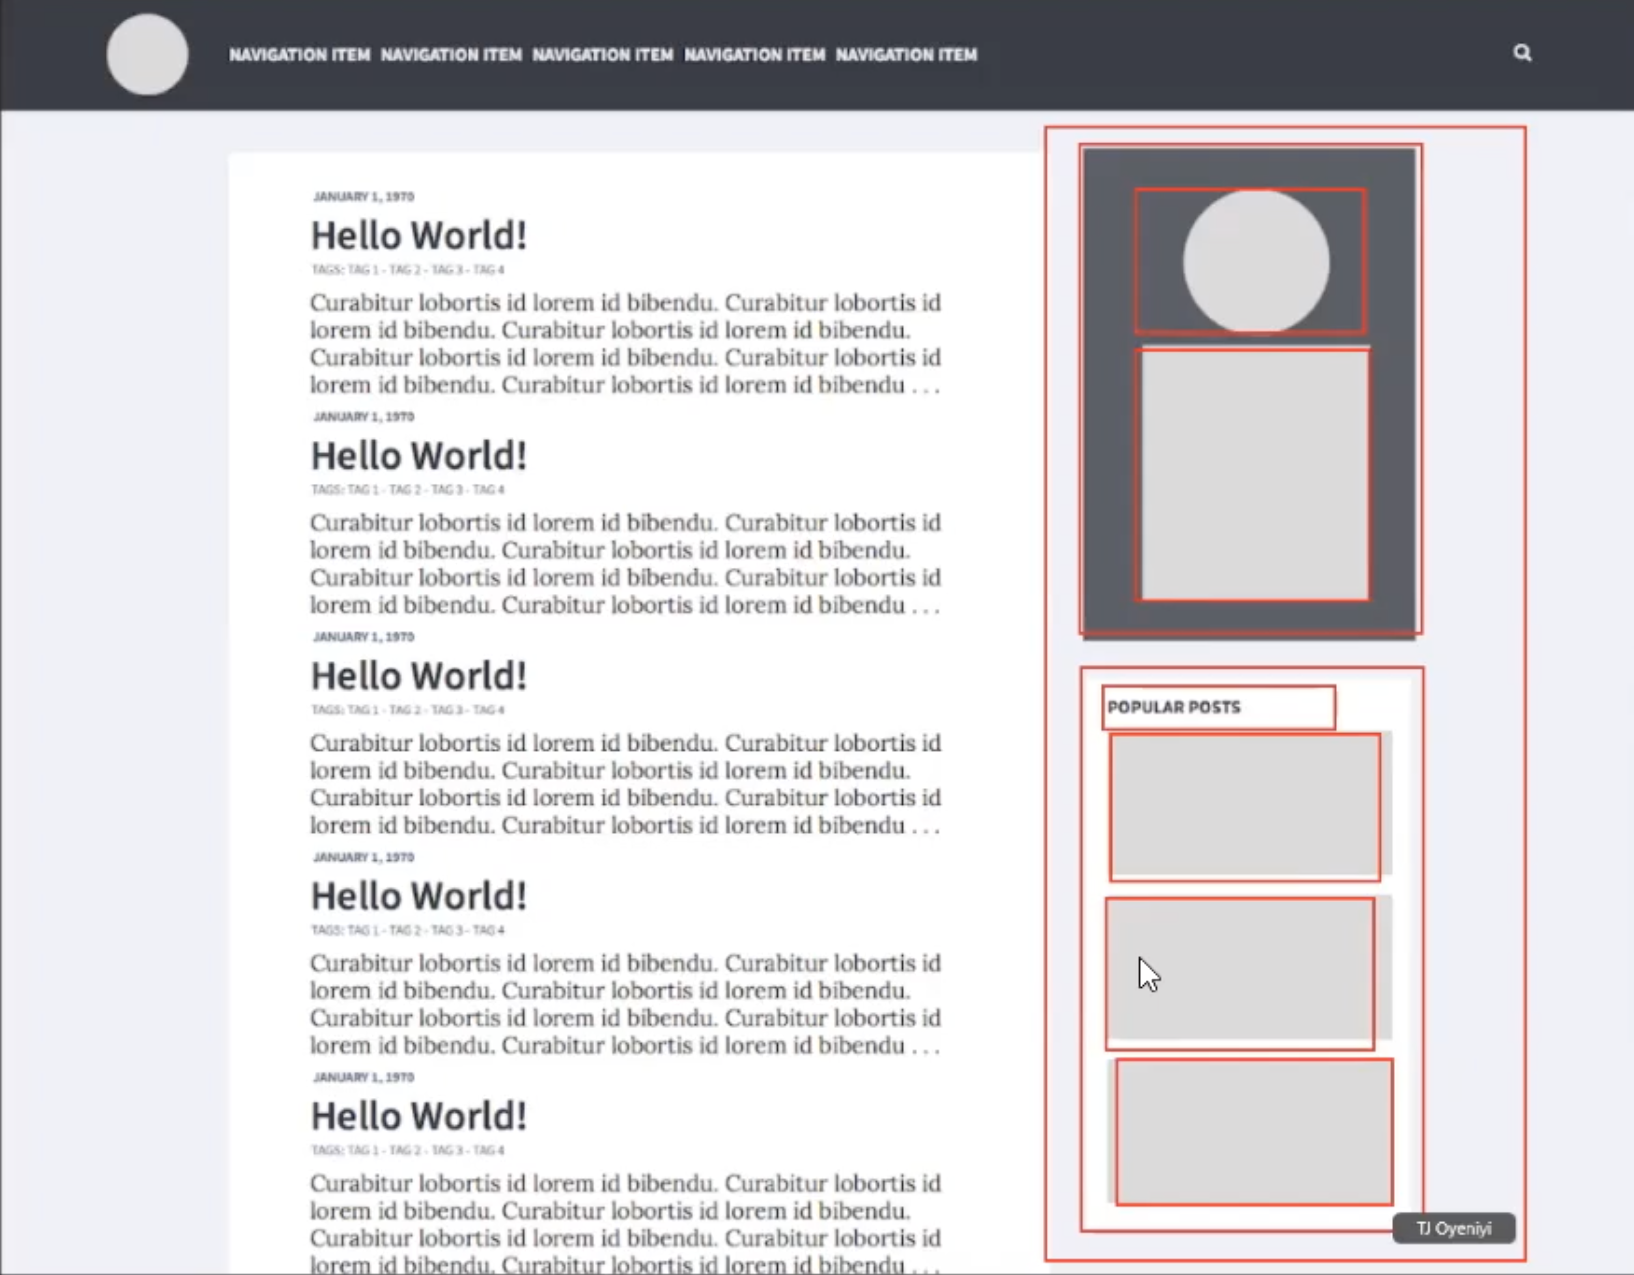 NAVIGATION ITEM NAVIGATION ITEM NAVIGATION ITEM NAVIGATION ITEM NAVIGATION ITEM
JANUARY 1, 1970
Hello World!
TAGS: TAG 1 - TAG 2 - TAG 3 - TAG 4
Curabitur lobortis id lorem id bibendu. Curabitur lobortis id
lorem id bibendu. Curabitur lobortis id lorem id bibendu.
Curabitur lobortis id lorem id bibendu. Curabitur lobortis id
lorem id bibendu. Curabitur lobortis id lorem id bibendu . . .
JANUARY 1, 1970
Hello World!
TAGS: TAG 1 - TAG 2 - TAG 3 - TAG 4
Curabitur lobortis id lorem id bibendu. Curabitur lobortis id
lorem id bibendu. Curabitur lobortis id lorem id bibendu.
Curabitur lobortis id lorem id bibendu. Curabitur lobortis id
lorem id bibendu. Curabitur lobortis id lorem id bibendu . . .
JANUARY 1, 1970
Hello World!
TAGS: TAG 1 - TAG 2 - TAG 3 - TAG 4
Curabitur lobortis id lorem id bibendu. Curabitur lobortis id
lorem id bibendu. Curabitur lobortis id lorem id bibendu.
Curabitur lobortis id lorem id bibendu. Curabitur lobortis id
lorem id bibendu. Curabitur lobortis id lorem id bibendu . . .
JANUARY 1, 1970
Hello World!
TAGS: TAG 1 - TAG 2 - TAG 3 - TAG 4
Curabitur lobortis id lorem id bibendu. Curabitur lobortis id
lorem id bibendu. Curabitur lobortis id lorem id bibendu.
Curabitur lobortis id lorem id bibendu. Curabitur lobortis id
lorem id bibendu. Curabitur lobortis id lorem id bibendu . . .
JANUARY 1, 1970
Hello World!
TAGS: TAG 1 - TAG 2 - TAG 3 - TAG 4
Curabitur lobortis id lorem id bibendu. Curabitur lobortis id
lorem id bibendu. Curabitur lobortis id lorem id bibendu.
Curabitur lobortis id lorem id bibendu. Curabitur lobortis id
lorem id bibendu. Curabitur lobortis id lorem id bibendu . . .
POPULAR POSTS
TJ Oyeniyi